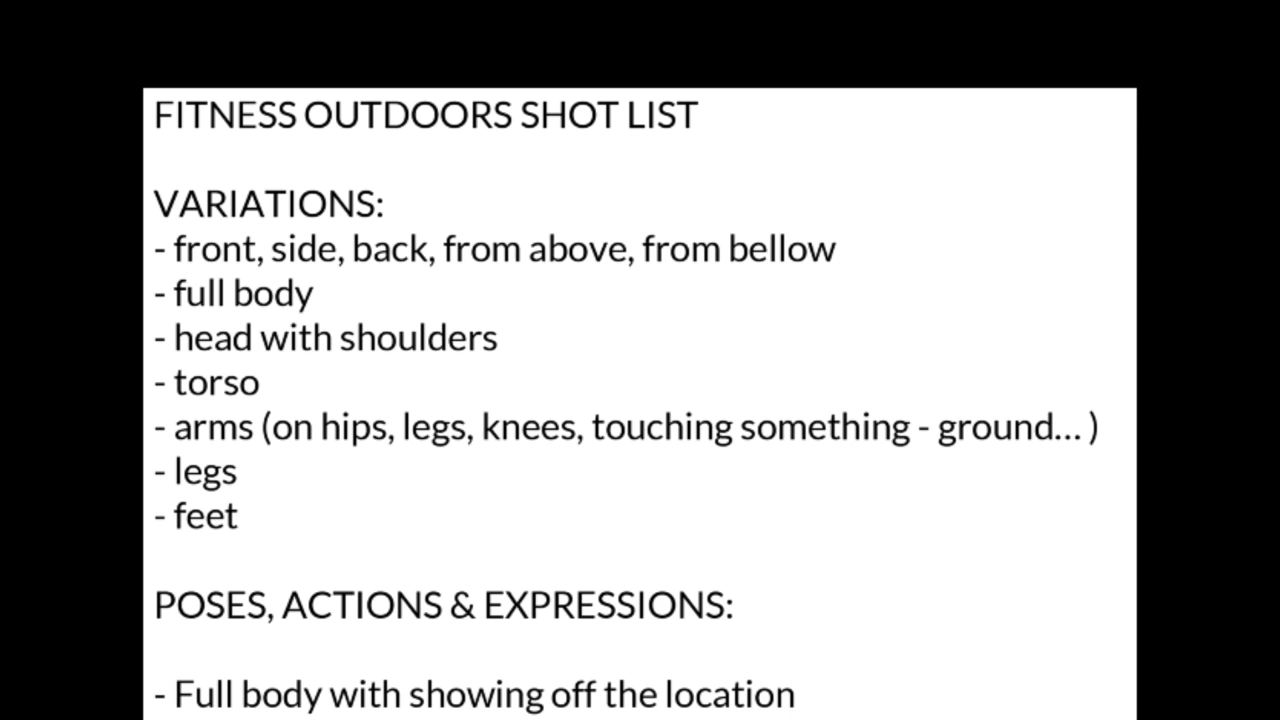 FITNESS OUTDOORS SHOT LIST
VARIATIONS:
- front, side, back, from above, from bellow
- full body
- head with shoulders
- torso
- arms (on hips, legs, knees, touching something - ground... )
- legs
- feet
POSES, ACTIONS & EXPRESSIONS:
- Full body with showing off the location